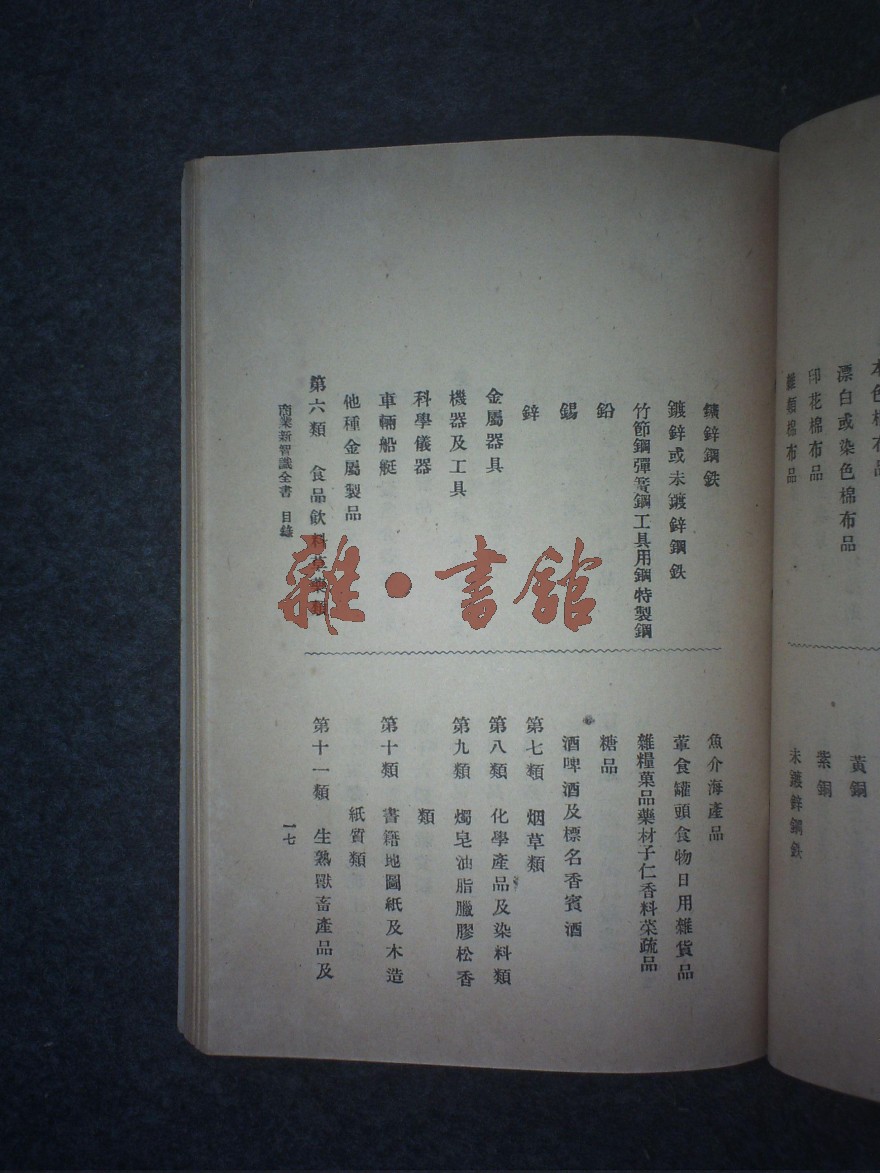 本色棉布品
漂白或染色棉布品
印花棉布品
雜類棉布品
黃銅
紫銅
未鍍鋅鋼鉄
鍍鋅鋼鉄
鍍鋅或未鍍鋅鋼鉄
竹節鋼彈簧鋼工具用鋼特製鋼
鉛
錫
鋅
金屬器具
機器及工具
科學儀器
車輛船艇
他種金屬製品
第六類 食品飲料草藥類
魚介海產品
葷食罐頭食物日用雜貨品
雜糧菓品藥材子仁香料菜蔬品
糖品
酒啤酒及標名香賓酒
第七類 烟草類
第八類 化學產品及染料類
第九類 燭皂油脂臘膠松香
類
第十類 書籍地圖紙及木造
紙質類
第十一類 生熟獸畜產品及
商業新智識全書 目錄
一七
雜·書館